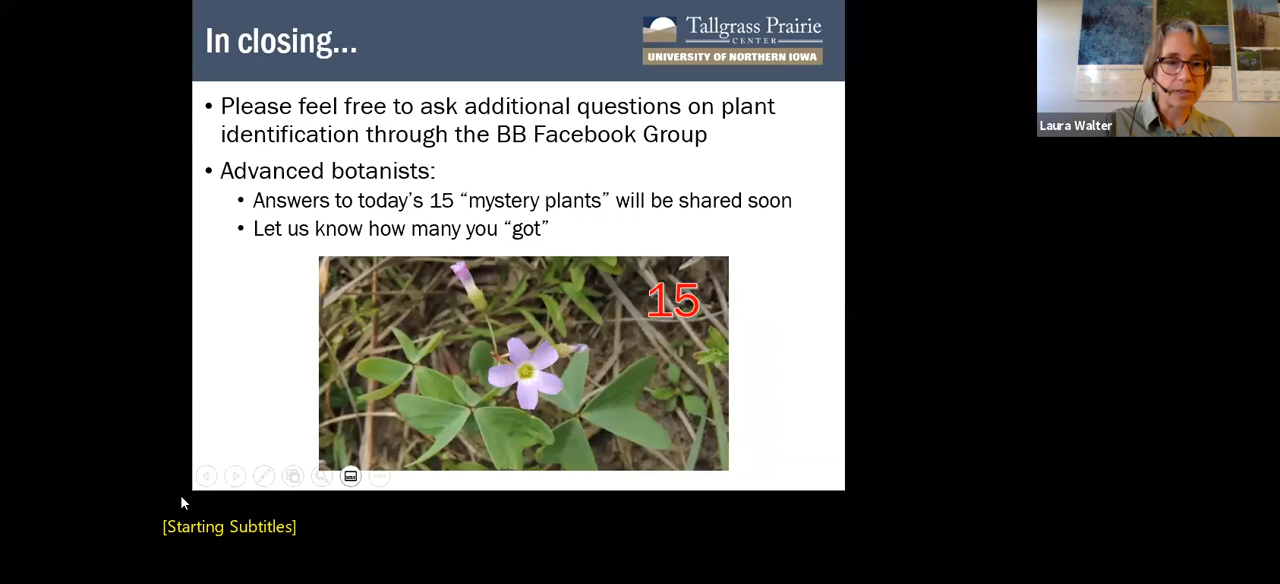 In closing...
Tallgrass Prairie
CENTER
UNIVERSITY OF NORTHERN IOWA
• Please feel free to ask additional questions on plant
identification through the BB Facebook Group
• Advanced botanists:
• Answers to today's 15 “mystery plants” will be shared soon
• Let us know how many you “got”
15
Laura Walter
[Starting Subtitles]